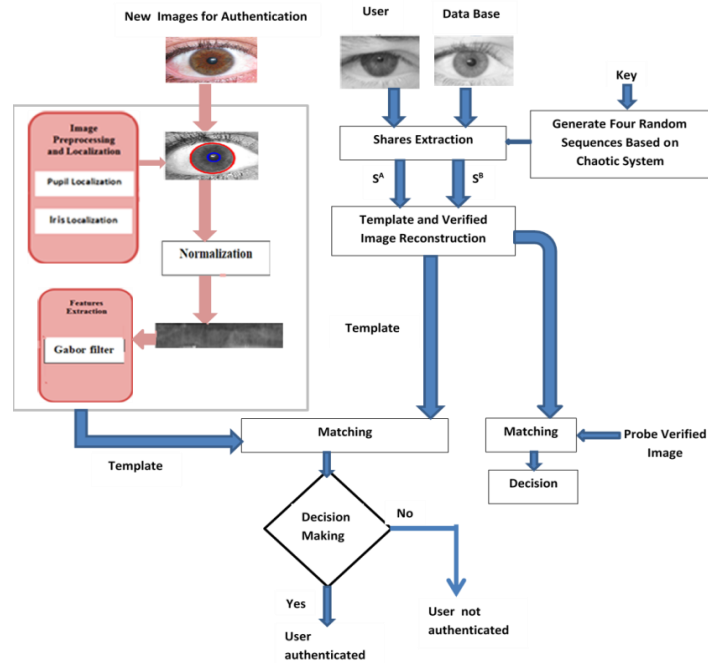 New Images for Authentication
User
Data Base
Key
Image
Preprocessing
and Localization
Pupil Localization
Iris Localization
Shares Extraction
Generate Four Random
Sequences Based on
Chaotic System
S^A
S^B
Template and Verified
Image Reconstruction
Normalization
Features
Extraction
Gabor filter
Template
Matching
Matching
Probe Verified
Image
Template
Decision
Decision
Making
No
Yes
User not
authenticated
User
authenticated